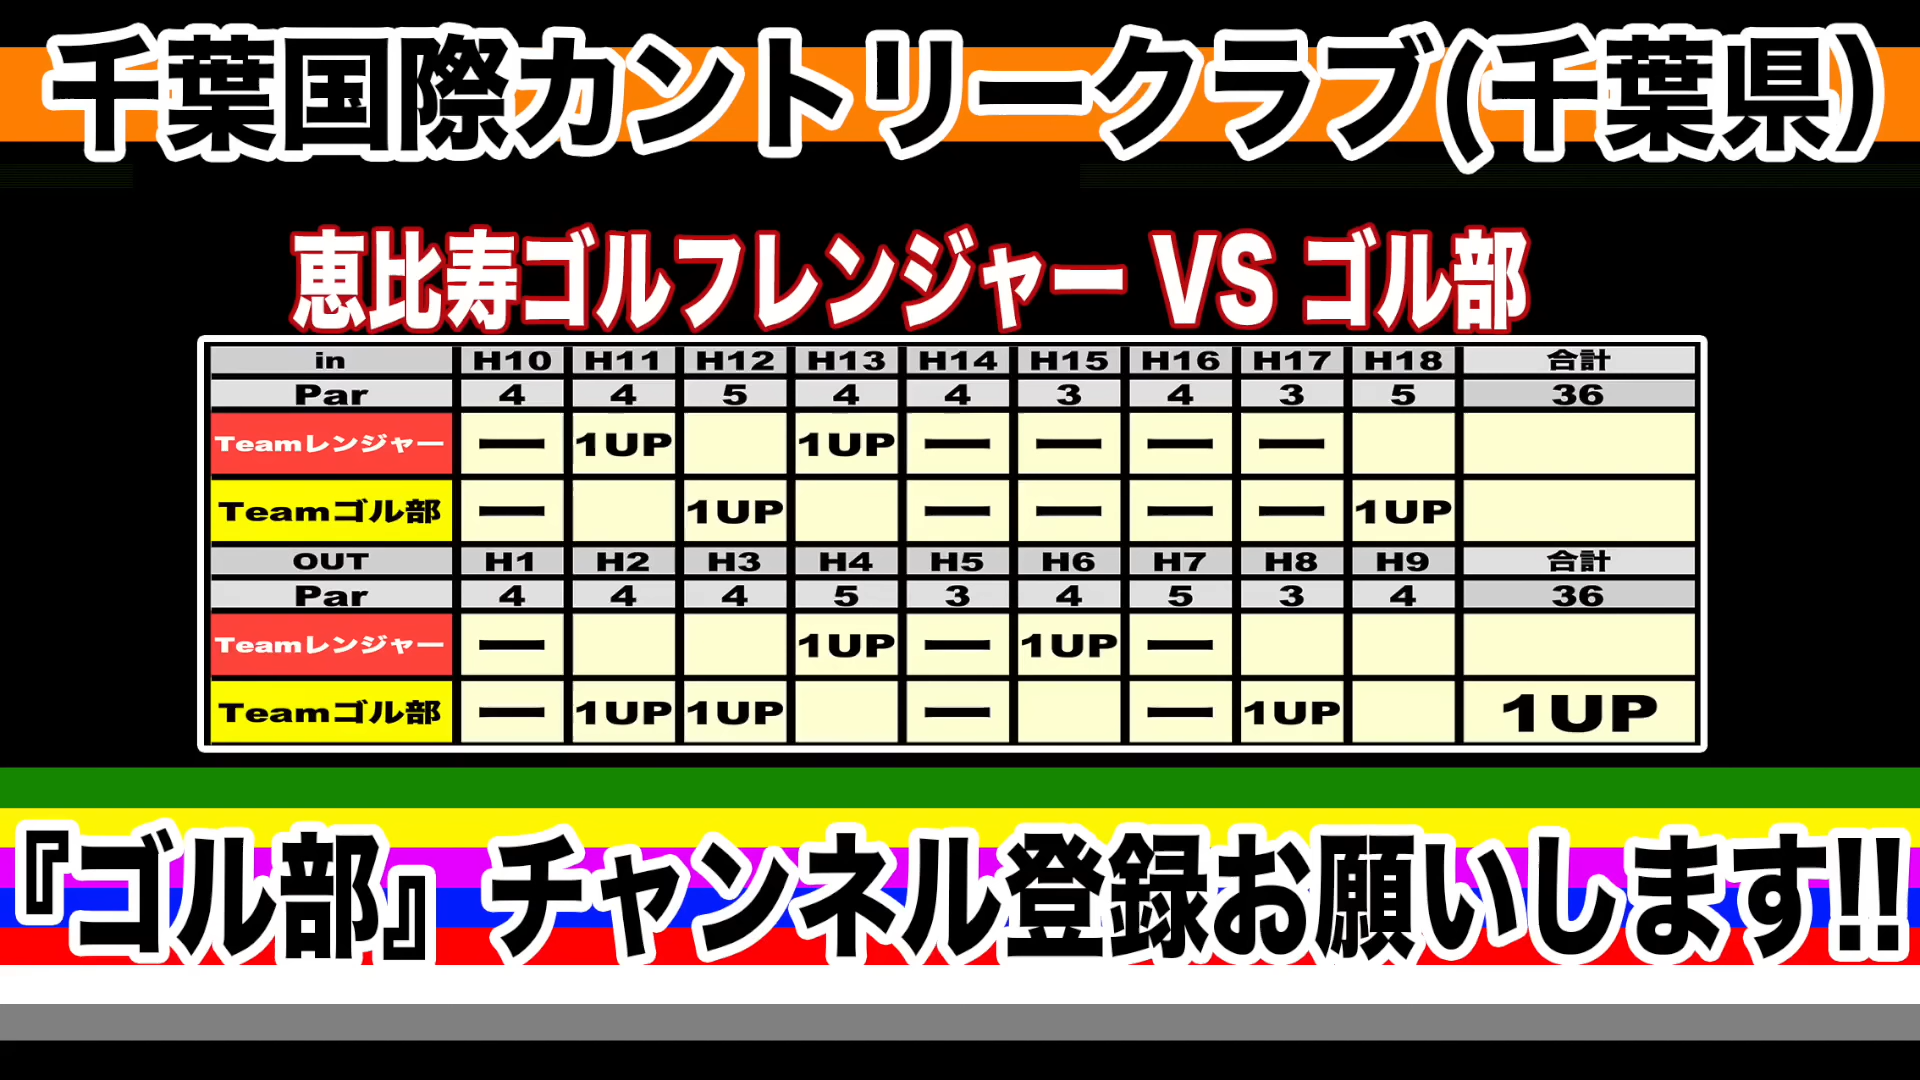 千葉国際カントリークラブ(千葉県)
恵比寿ゴルフレンジャー VS ゴル部
in H10 H11 H12 H13 H14 H15 H16 H17 H18 合計
Par 4 4 5 4 4 3 4 3 5 36
Teamレンジャー — 1UP 1UP — — — —
Teamゴル部 — 1UP — — — — 1UP
OUT H1 H2 H3 H4 H5 H6 H7 H8 H9 合計
Par 4 4 4 5 3 4 5 3 4 36
Teamレンジャー — 1UP — 1UP —
Teamゴル部 — 1UP 1UP — — 1UP 1UP
『ゴル部』チャンネル登録お願いします!!